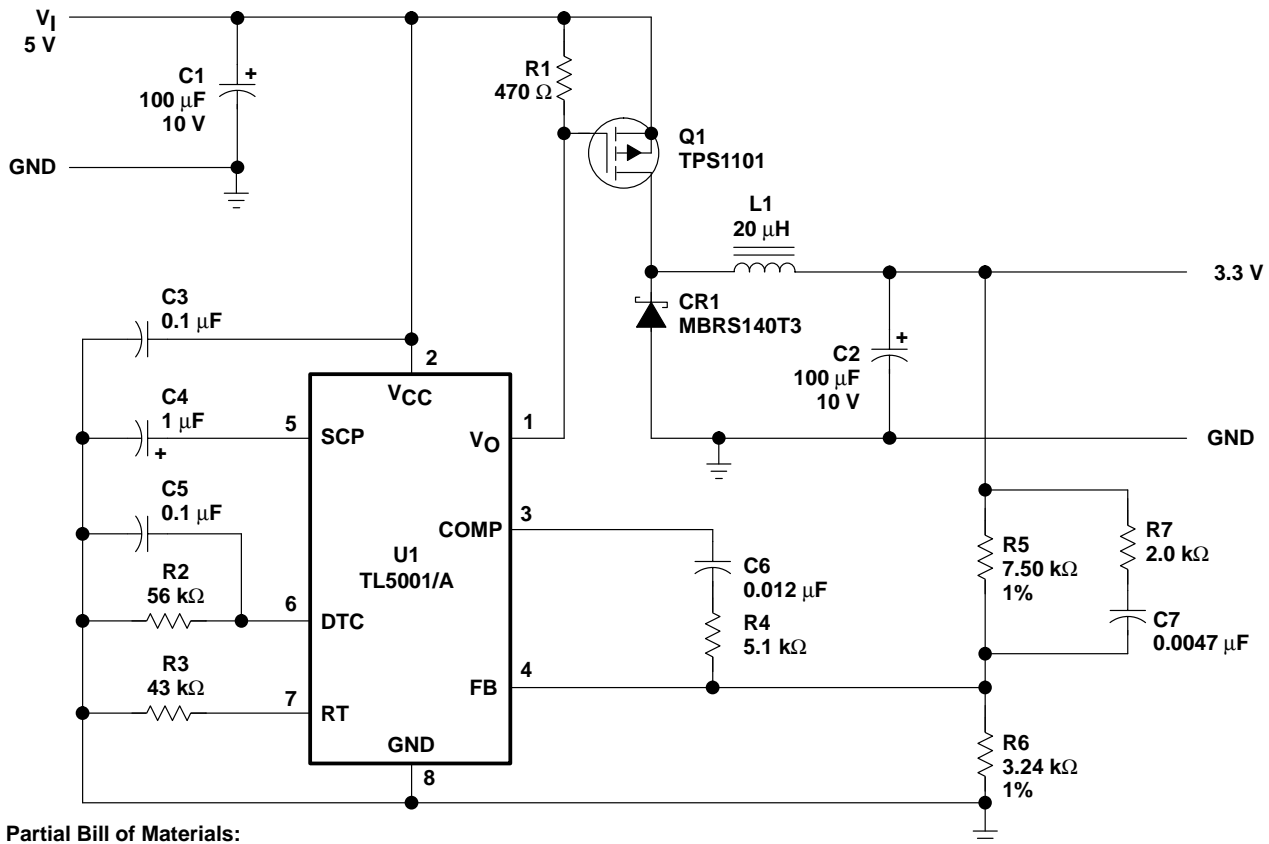 VI
5 V
C1
100 μF
10 V
+
GND
R1
470 Ω
Q1
TPS1101
L1
20 μH
3.3 V
CR1
MBRS140T3
C2
100 μF
10 V
+
GND
C3
0.1 μF
C4
1 μF
+
C5
0.1 μF
R2
56 kΩ
R3
43 kΩ
2
VCC
5
SCP
1
VO
3
COMP
U1
TL5001/A
6
DTC
4
FB
7
RT
GND
8
C6
0.012 μF
R4
5.1 kΩ
R5
7.50 kΩ
1%
R7
2.0 kΩ
C7
0.0047 μF
R6
3.24 kΩ
1%
Partial Bill of Materials: